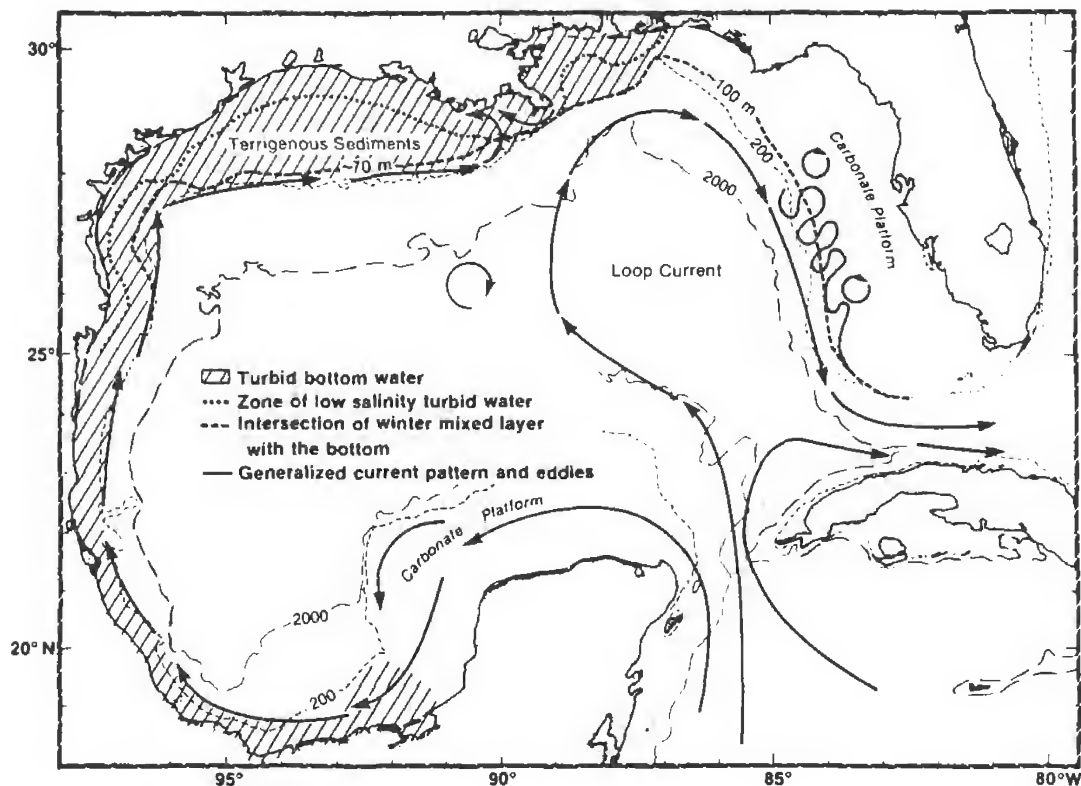 30°
100 m
Carbonate Platform
Terrigenous Sediments
~70 m
200
2000
Loop Current
25°
Turbid bottom water
Zone of low salinity turbid water
Intersection of winter mixed layer
with the bottom
Generalized current pattern and eddies
Carbonate Platform
2000
20° N
200
95°
90°
85°
80°W